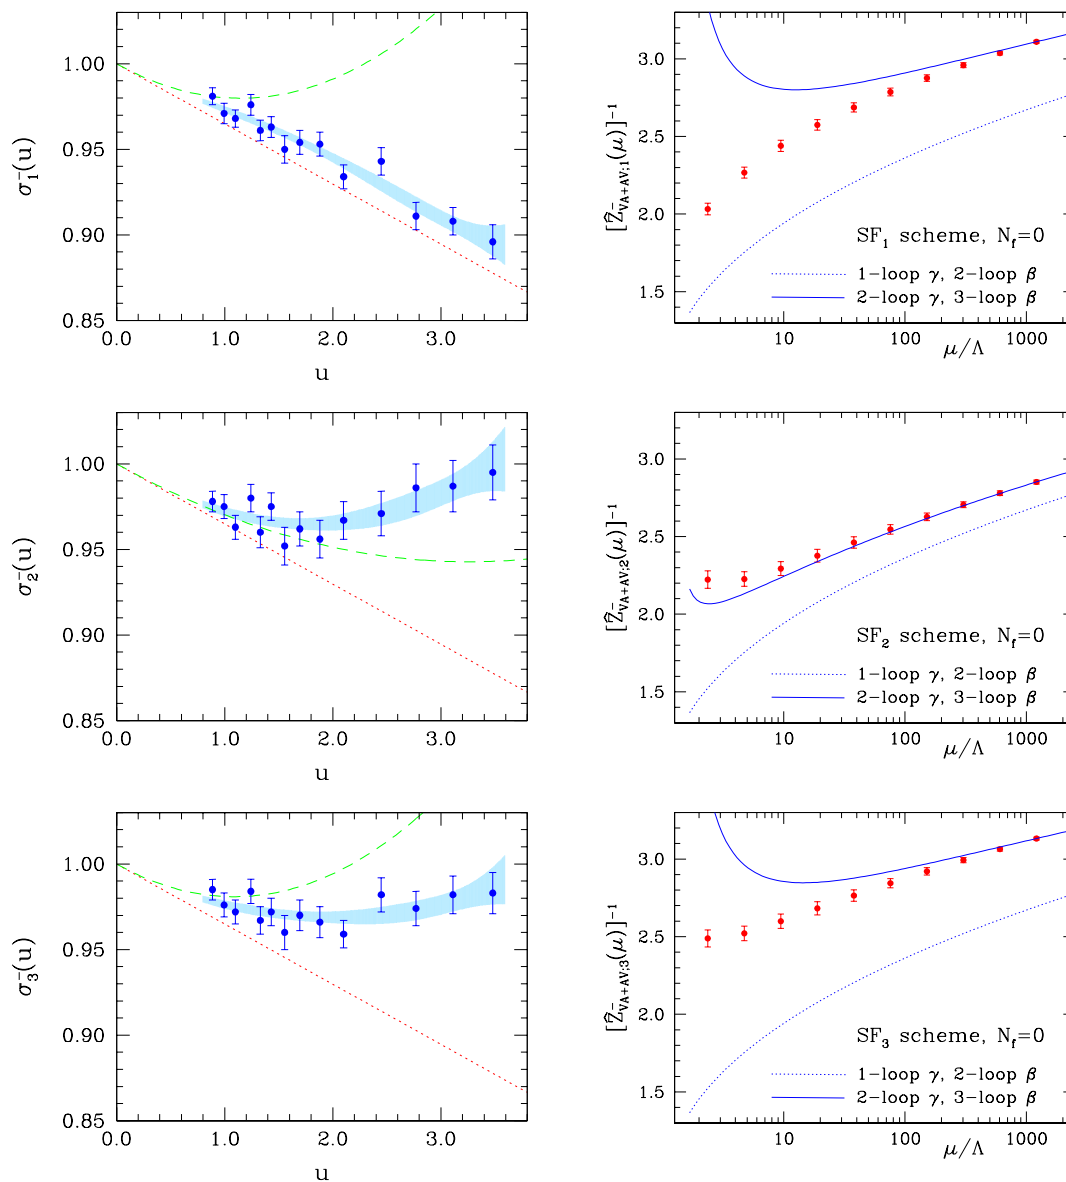 σ₁⁻(u)
1.00
0.95
0.90
0.85
0.0 1.0 2.0 3.0
u
[Ẑ⁻VA+AV;1(μ)]⁻¹
3.0
2.5
2.0
1.5
SF₁ scheme, Nf=0
1-loop γ, 2-loop β
2-loop γ, 3-loop β
10 100 1000
μ/Λ
σ₂⁻(u)
1.00
0.95
0.90
0.85
0.0 1.0 2.0 3.0
u
[Ẑ⁻VA+AV;2(μ)]⁻¹
3.0
2.5
2.0
1.5
SF₂ scheme, Nf=0
1-loop γ, 2-loop β
2-loop γ, 3-loop β
10 100 1000
μ/Λ
σ₃⁻(u)
1.00
0.95
0.90
0.85
0.0 1.0 2.0 3.0
u
[Ẑ⁻VA+AV;3(μ)]⁻¹
3.0
2.5
2.0
1.5
SF₃ scheme, Nf=0
1-loop γ, 2-loop β
2-loop γ, 3-loop β
10 100 1000
μ/Λ